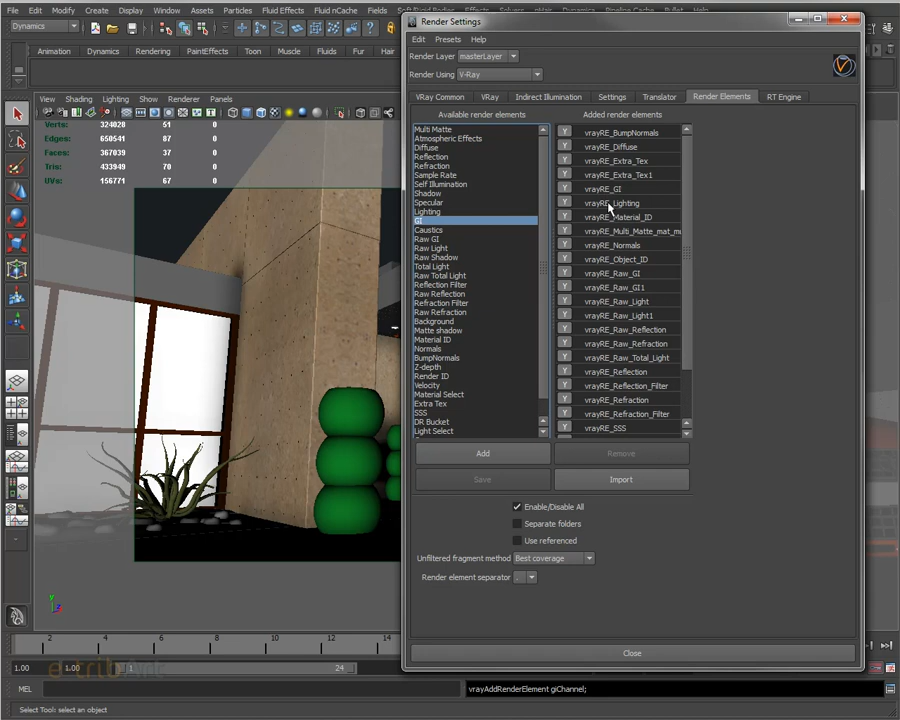 File Edit Modify Create Display Window Assets Particles Fluid Effects Fluid nCache Fields
Render Settings
Dynamics
Animation Dynamics Rendering PaintEffects Toon Muscle Fluids Fur Hair
Edit Presets Help
Render Layer masterLayer
Render Using V-Ray
View Shading Lighting Show Renderer Panels
VRay Common VRay Indirect Illumination Settings Translator Render Elements RT Engine
Available render elements
Added render elements
Verts: 324028 51
Edges: 650541 87
Faces: 367039 37
Tris: 433949 70
UVs: 156771 67
Multi Matte
Atmospheric Effects
Diffuse
Reflection
Refraction
Sample Rate
Self Illumination
Shadow
Specular
Lighting
GI
Caustics
Raw GI
Raw Light
Raw Shadow
Total Light
Raw Total Light
Reflection Filter
Raw Reflection
Refraction Filter
Raw Refraction
Background
Matte shadow
Material ID
Normals
BumpNormals
Z-depth
Render ID
Velocity
Material Select
Extra Tex
SSS
DR Bucket
Light Select
Y vrayRE_BumpNormals
Y vrayRE_Diffuse
Y vrayRE_Extra_Tex
Y vrayRE_Extra_Tex1
Y vrayRE_GI
Y vrayRE_Lighting
Y vrayRE_Material_ID
Y vrayRE_Multi_Matte_mat_mu
Y vrayRE_Normals
Y vrayRE_Object_ID
Y vrayRE_Raw_GI
Y vrayRE_Raw_GI1
Y vrayRE_Raw_Light
Y vrayRE_Raw_Light1
Y vrayRE_Raw_Reflection
Y vrayRE_Raw_Refraction
Y vrayRE_Raw_Total_Light
Y vrayRE_Reflection
Y vrayRE_Reflection_Filter
Y vrayRE_Refraction
Y vrayRE_Refraction_Filter
Y vrayRE_SSS
Add Remove
Save Import
Enable/Disable All
Separate folders
Use referenced
Unfiltered fragment method Best coverage
Render element separator .
Close
y
z
2 4 6 8 10 12 14 16 18 20 22 24
1.00 1.00 1 24
e-tribArt
MEL
vrayAddRenderElement giChannel;
Select Tool: select an object